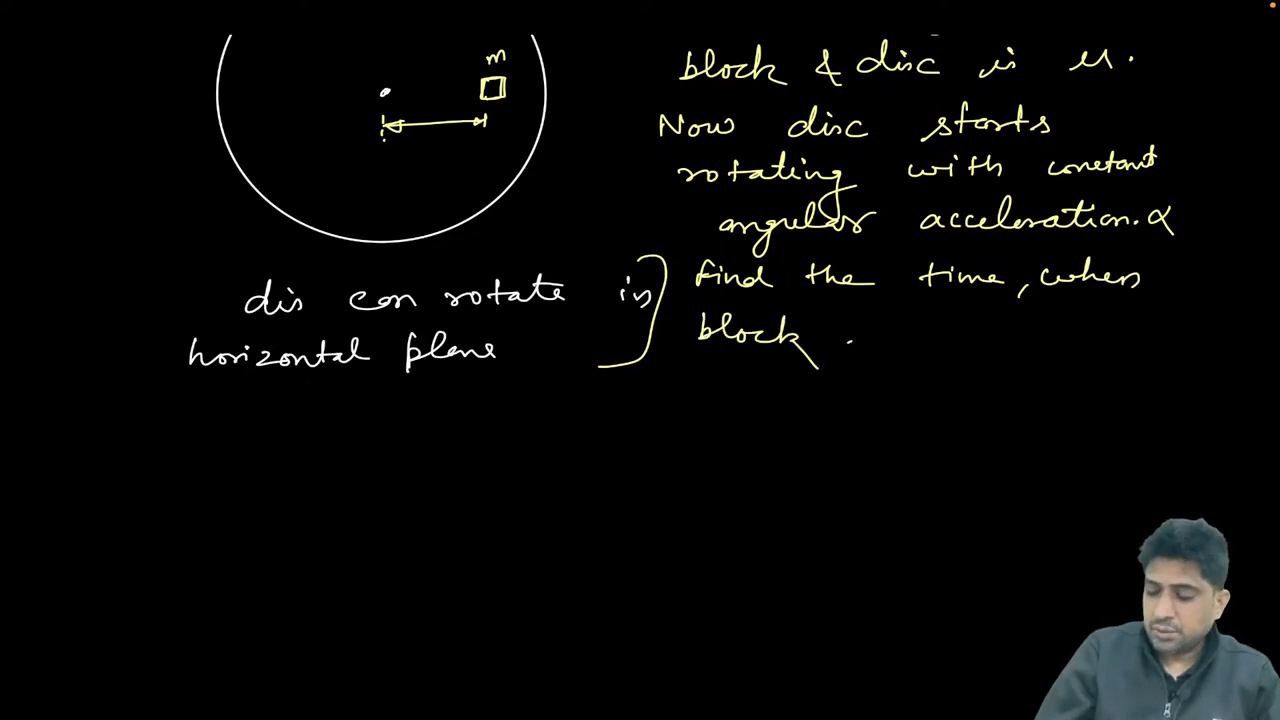 m
block & disc is μ.
Now disc starts
rotating with constant
angular acceleration. α
find the time, when
block .
dis can rotate in
horizontal plane